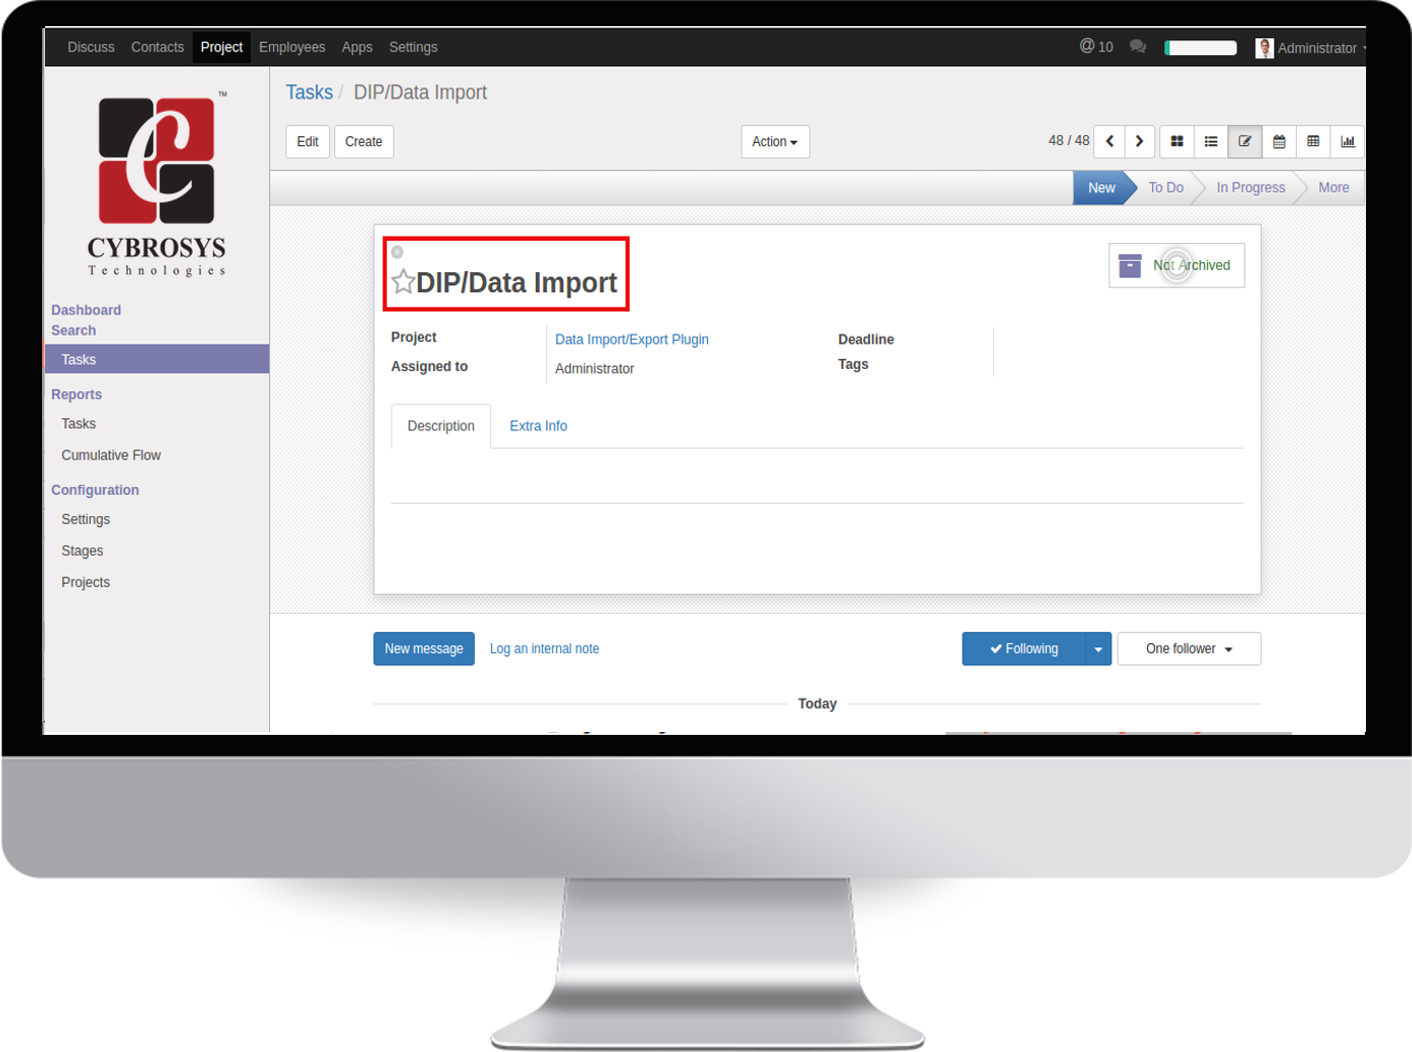 Discuss Contacts Project Employees Apps Settings @ 10 Administrator
™
CYBROSYS
Technologies
Dashboard
Search
Tasks
Reports
Tasks
Cumulative Flow
Configuration
Settings
Stages
Projects
Tasks / DIP/Data Import
Edit Create Action 48 / 48
New To Do In Progress More
DIP/Data Import
Not Archived
Project Data Import/Export Plugin
Assigned to Administrator
Deadline
Tags
Description Extra Info
New message Log an internal note Following One follower
Today